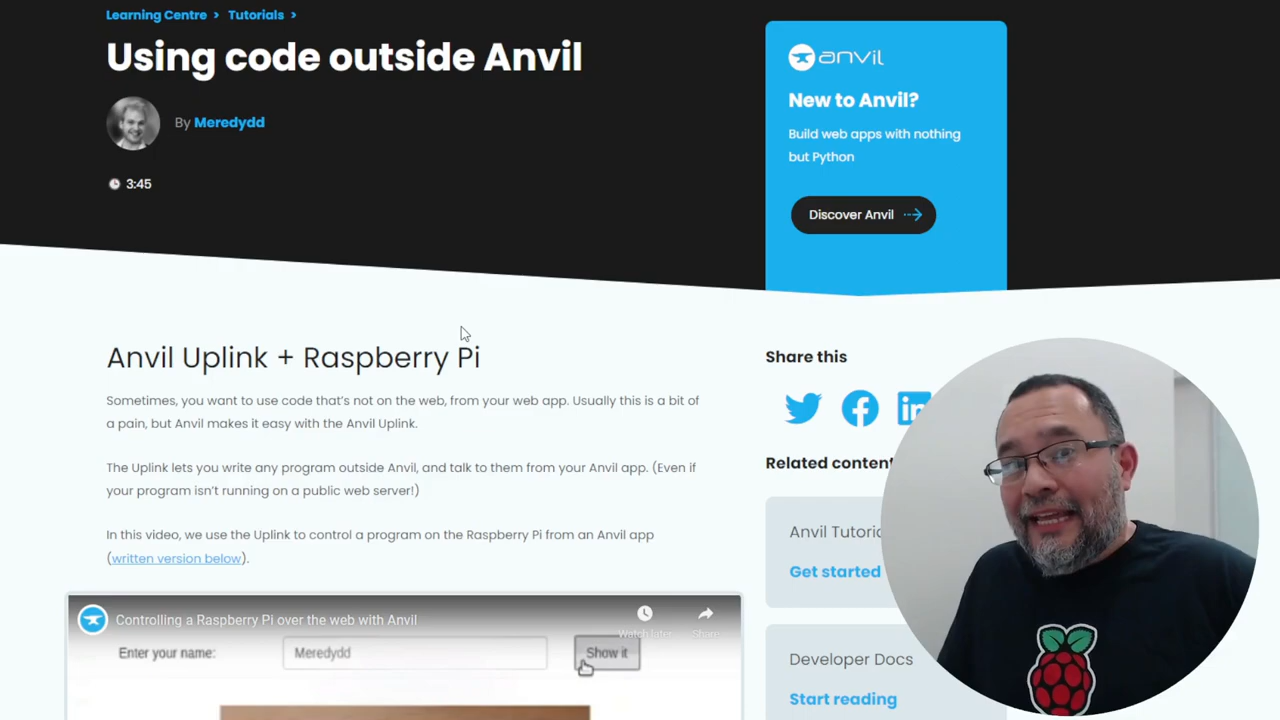 Learning Centre > Tutorials >
Using code outside Anvil
By Meredydd
3:45
anvil
New to Anvil?
Build web apps with nothing
but Python
Discover Anvil
Anvil Uplink + Raspberry Pi
Sometimes, you want to use code that's not on the web, from your web app. Usually this is a bit of
a pain, but Anvil makes it easy with the Anvil Uplink.
The Uplink lets you write any program outside Anvil, and talk to them from your Anvil app. (Even if
your program isn't running on a public web server!)
In this video, we use the Uplink to control a program on the Raspberry Pi from an Anvil app
(written version below).
Controlling a Raspberry Pi over the web with Anvil
Watch later
Share
Enter your name:
Meredydd
Show it
Share this
in
Related content
Anvil Tutoria
Get started
Developer Docs
Start reading